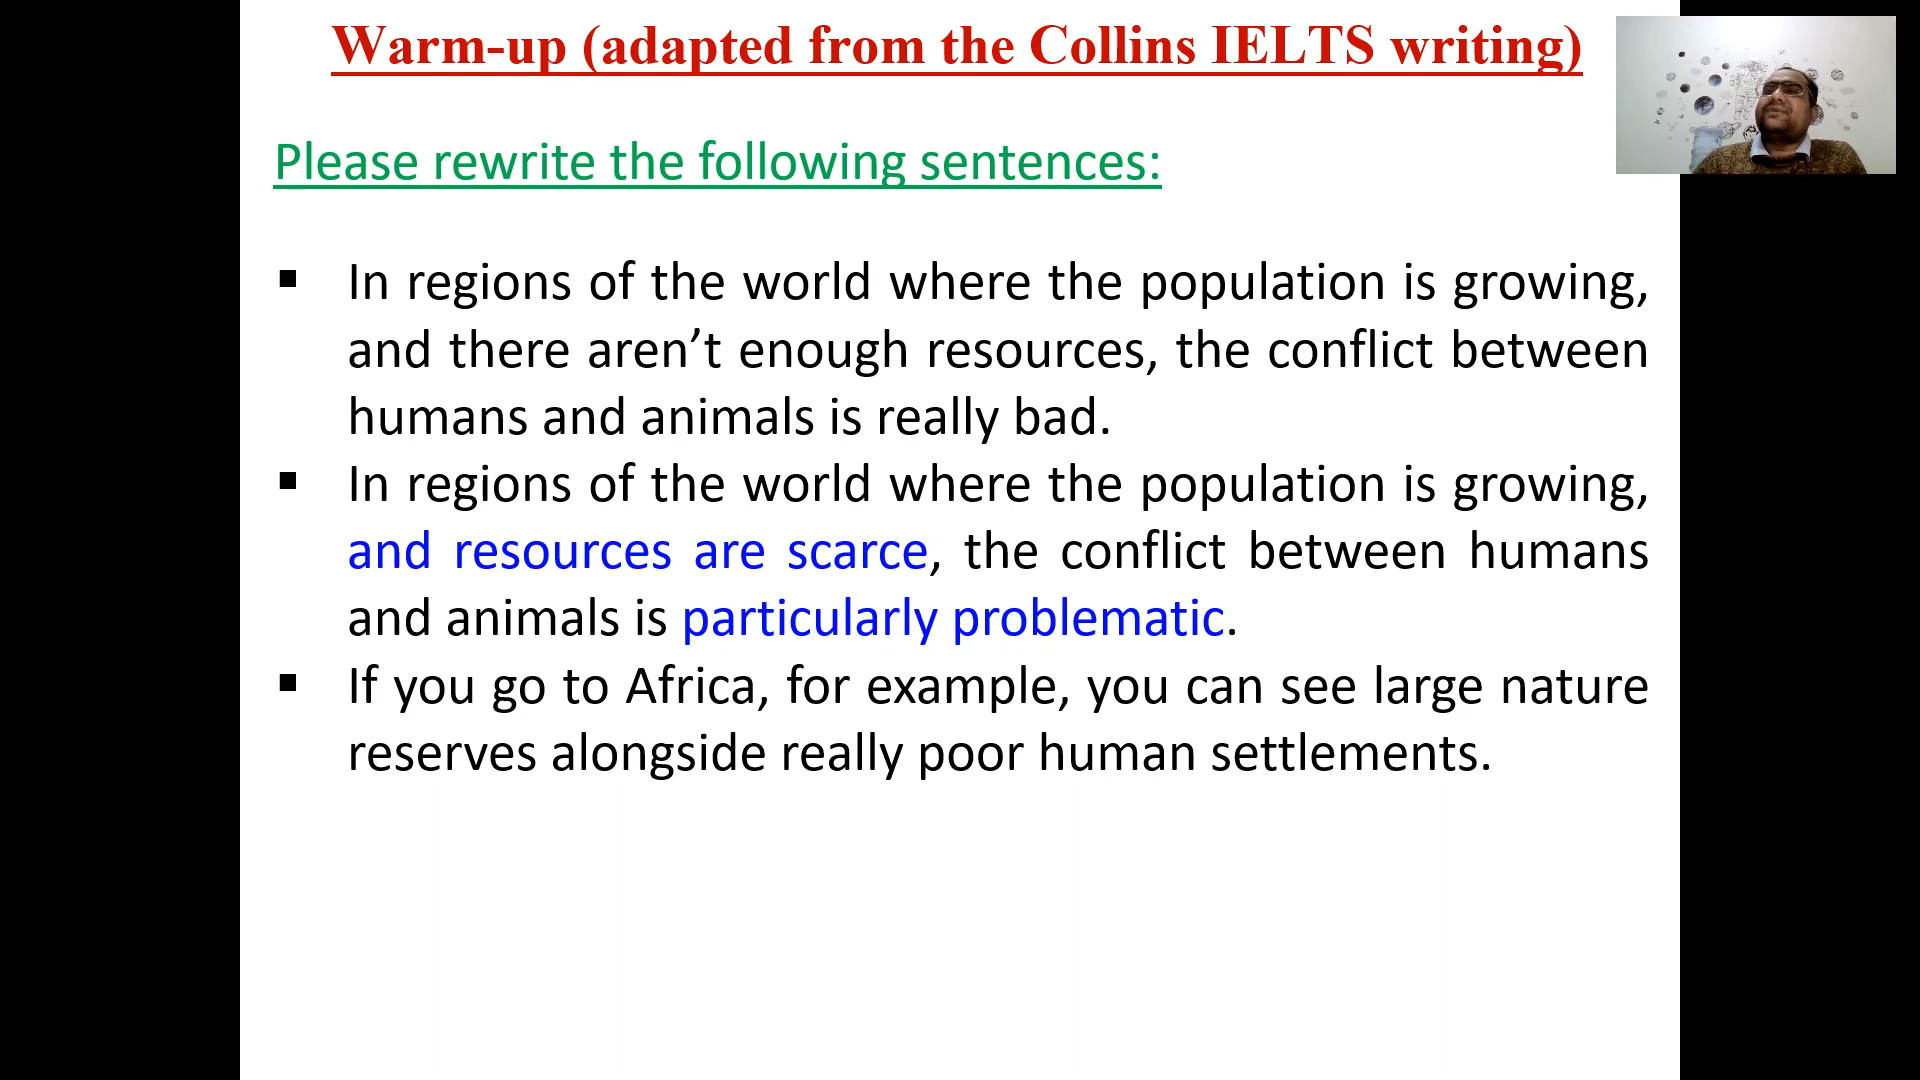 Warm-up (adapted from the Collins IELTS writing)
Please rewrite the following sentences:
▪ In regions of the world where the population is growing,
and there aren’t enough resources, the conflict between
humans and animals is really bad.
▪ In regions of the world where the population is growing,
and resources are scarce, the conflict between humans
and animals is particularly problematic.
▪ If you go to Africa, for example, you can see large nature
reserves alongside really poor human settlements.